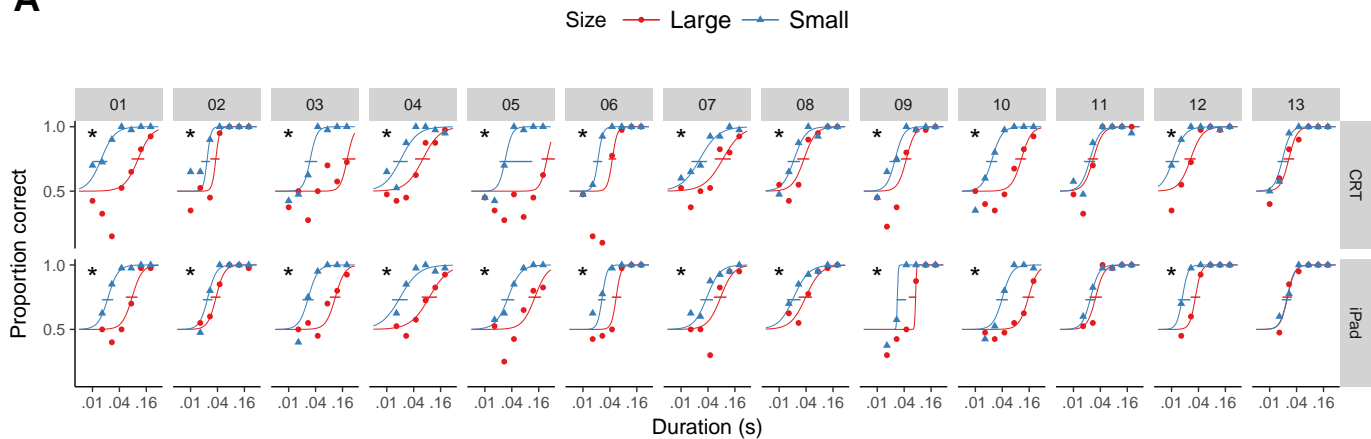 A
Size Large Small
01 02 03 04 05 06 07 08 09 10 11 12 13
Proportion correct
1.0
0.5
* * * * * * * * * * *
CRT
1.0
0.5
* * * * * * * * * * *
iPad
.01 .04 .16 .01 .04 .16 .01 .04 .16 .01 .04 .16 .01 .04 .16 .01 .04 .16 .01 .04 .16 .01 .04 .16 .01 .04 .16 .01 .04 .16 .01 .04 .16 .01 .04 .16 .01 .04 .16
Duration (s)